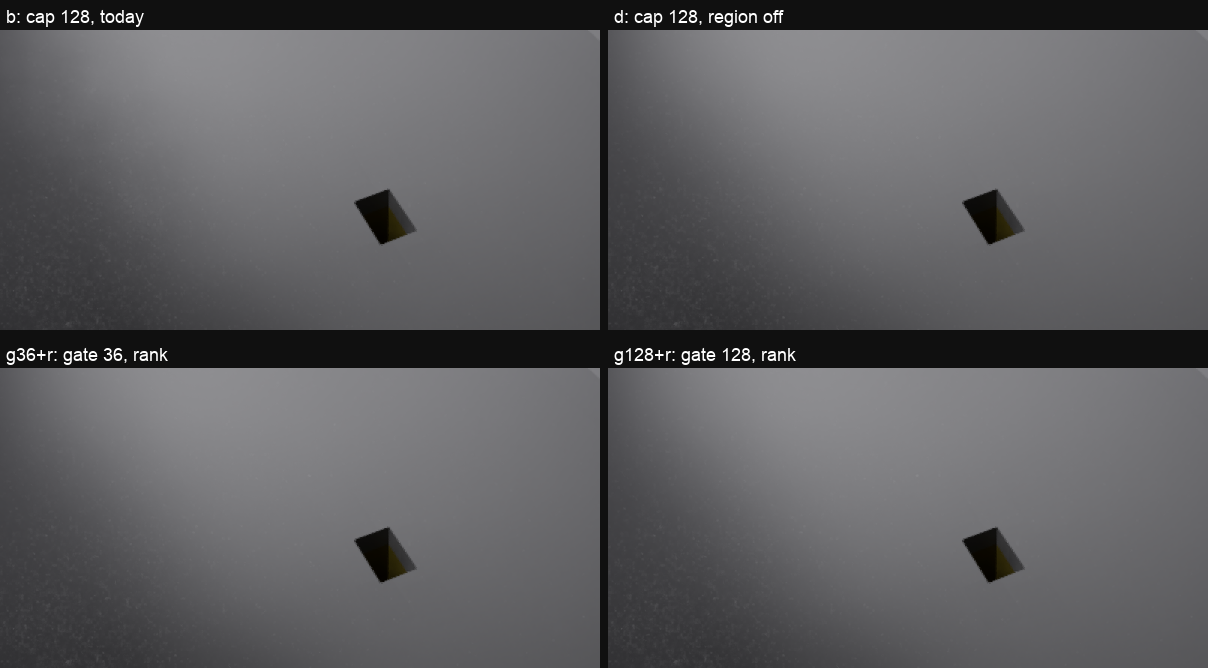 b: cap 128, today
d: cap 128, region off
g36+r: gate 36, rank
g128+r: gate 128, rank